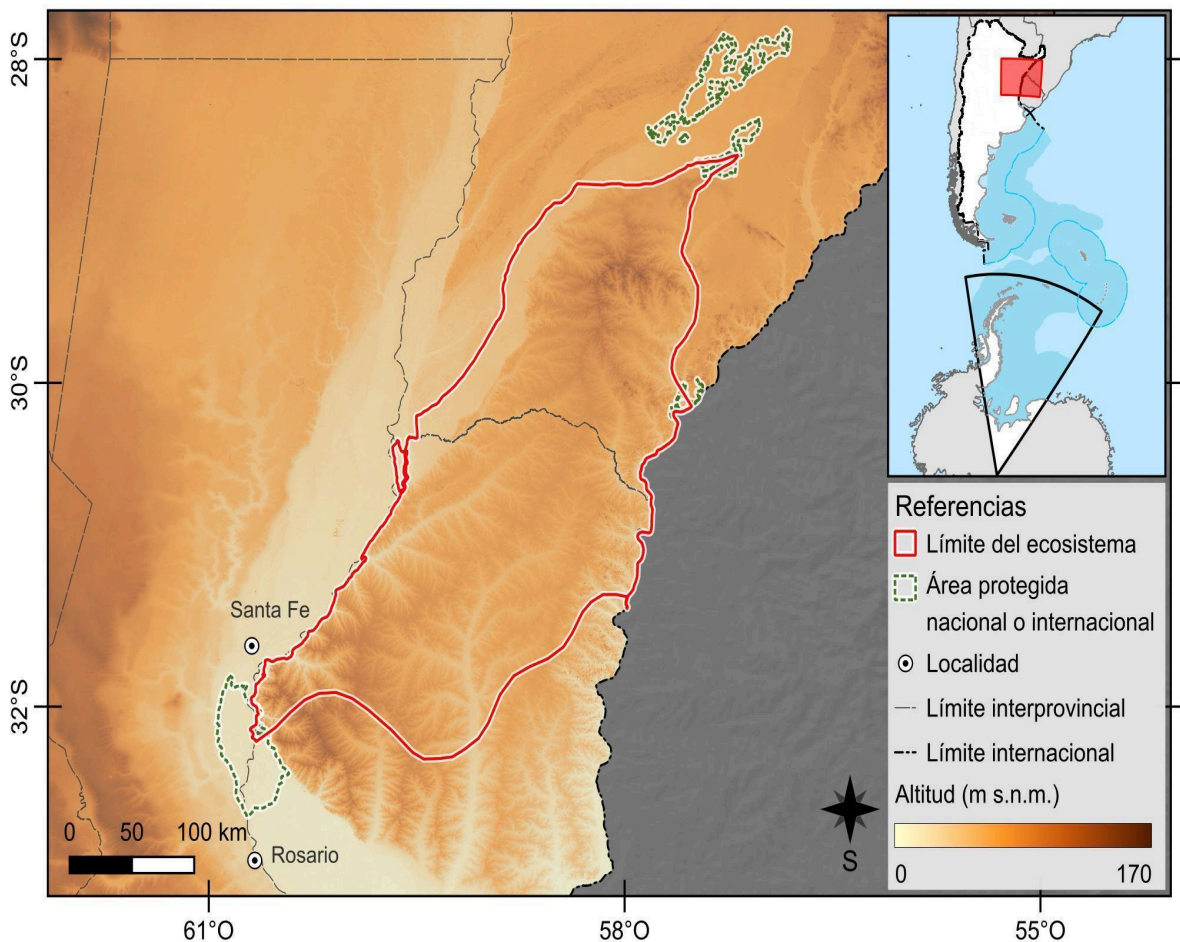 28°S
30°S
32°S
Santa Fe
Rosario
0 50 100 km
61°O
58°O
55°O
S
Referencias
Límite del ecosistema
Área protegida
nacional o internacional
Localidad
Límite interprovincial
Límite internacional
Altitud (m s.n.m.)
0 170